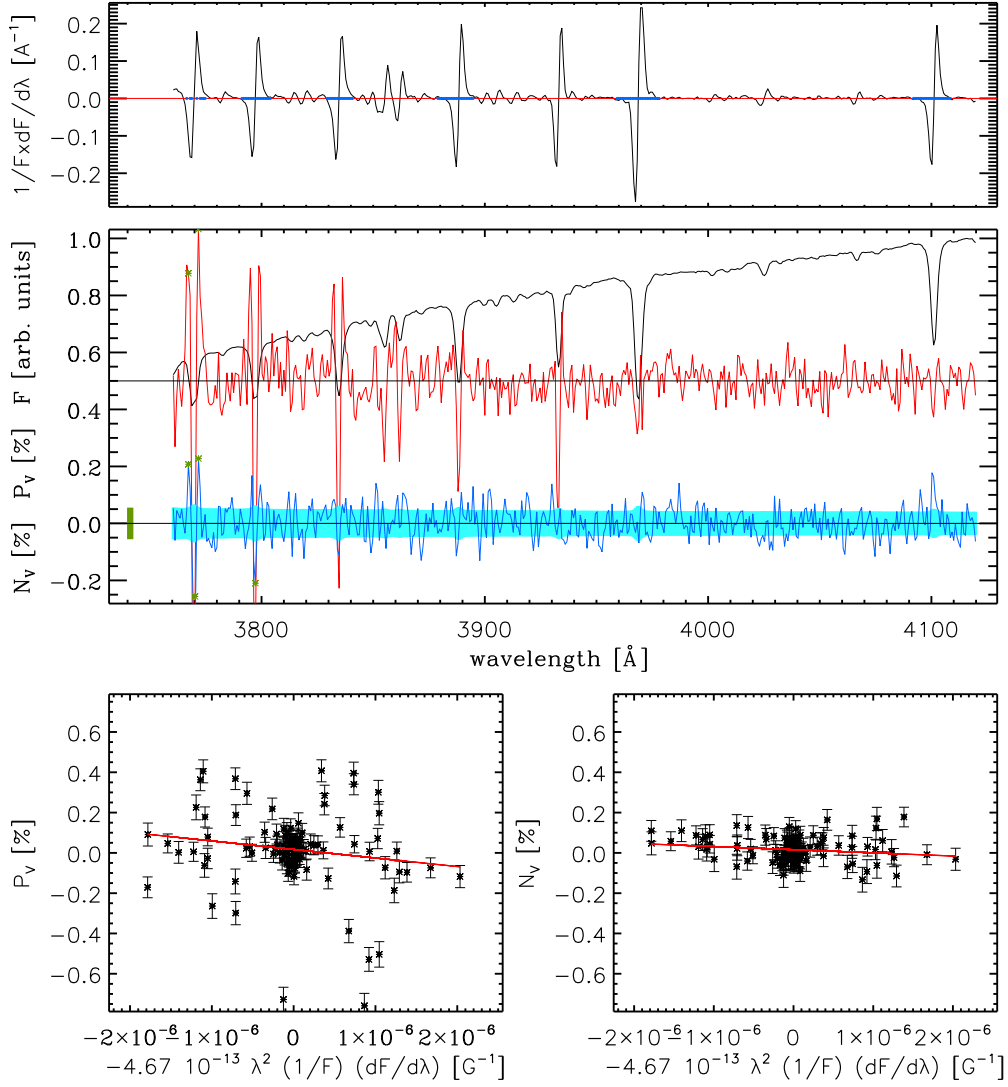 1/F×dF/dλ [A⁻¹]
0.2
0.1
0.0
−0.1
−0.2
N_V [%] P_V [%] F [arb. units]
1.0
0.8
0.6
0.4
0.2
0.0
−0.2
3800 3900 4000 4100
wavelength [Å]
P_V [%]
0.6
0.4
0.2
0.0
−0.2
−0.4
−0.6
−2×10⁻⁶ −1×10⁻⁶ 0 1×10⁻⁶ 2×10⁻⁶
−4.67 10⁻¹³ λ² (1/F) (dF/dλ) [G⁻¹]
N_V [%]
0.6
0.4
0.2
0.0
−0.2
−0.4
−0.6
−2×10⁻⁶ −1×10⁻⁶ 0 1×10⁻⁶ 2×10⁻⁶
−4.67 10⁻¹³ λ² (1/F) (dF/dλ) [G⁻¹]